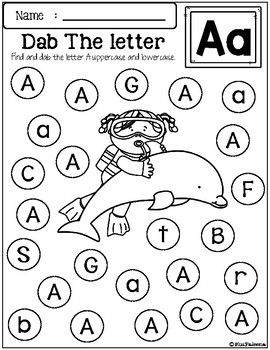 Name :
Aa
Dab The letter
Find and dab the letter A uppercase and lowercase.
A A G A a
a A A
C A F
A t B
S G a A A r
b A A A C A